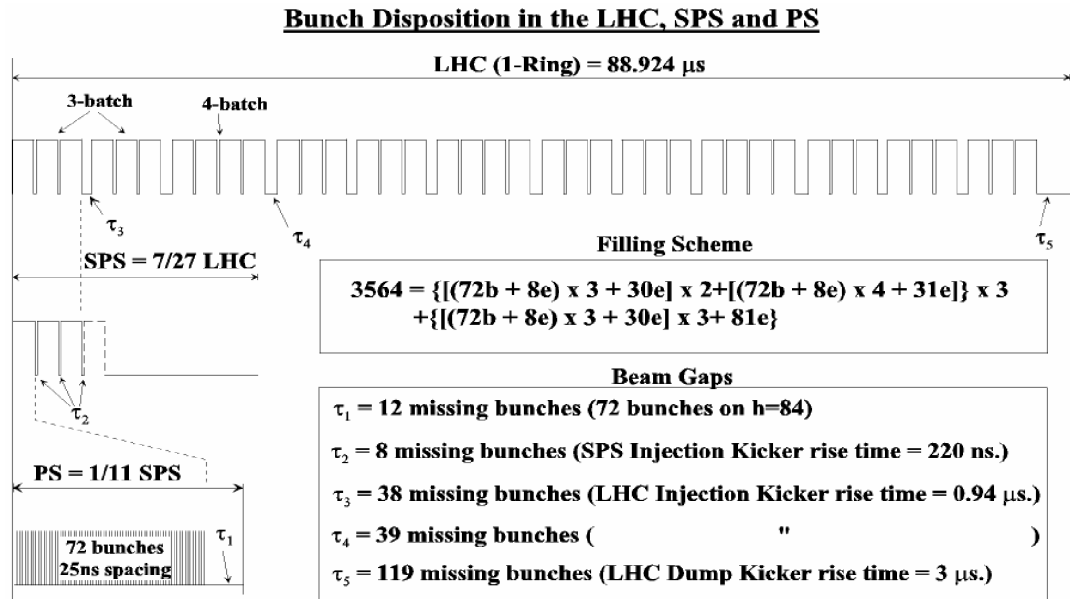 Bunch Disposition in the LHC, SPS and PS
LHC (1-Ring) = 88.924 μs
3-batch
4-batch
τ₃
τ₄
τ₅
SPS = 7/27 LHC
Filling Scheme
3564 = {[(72b + 8e) x 3 + 30e] x 2+[(72b + 8e) x 4 + 31e]} x 3
+{[(72b + 8e) x 3 + 30e] x 3+ 81e}
τ₂
Beam Gaps
τ₁ = 12 missing bunches (72 bunches on h=84)
τ₂ = 8 missing bunches (SPS Injection Kicker rise time = 220 ns.)
τ₃ = 38 missing bunches (LHC Injection Kicker rise time = 0.94 μs.)
τ₄ = 39 missing bunches ( " )
τ₅ = 119 missing bunches (LHC Dump Kicker rise time = 3 μs.)
PS = 1/11 SPS
τ₁
72 bunches
25ns spacing